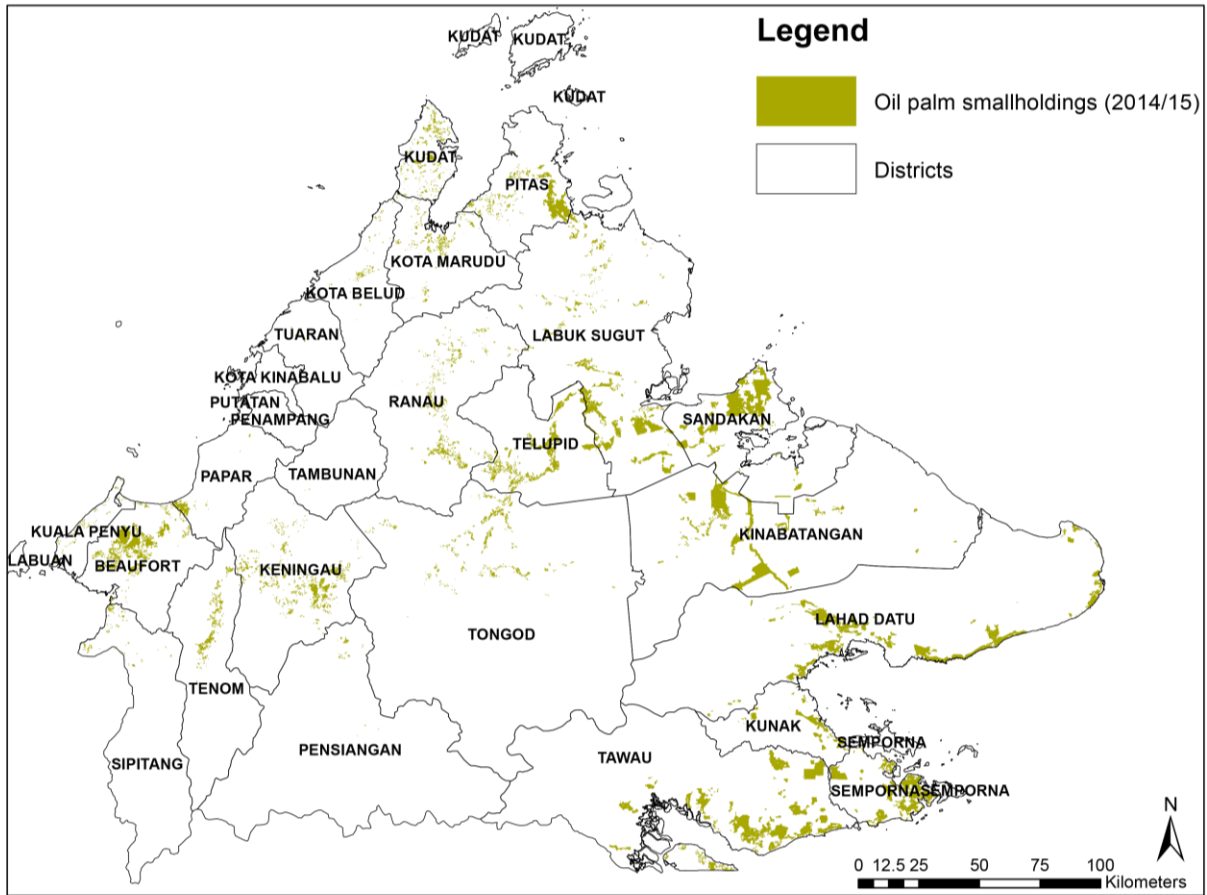 KUDAT
KUDAT
Legend
KUDAT
Oil palm smallholdings (2014/15)
KUDAT
Districts
PITAS
KOTA MARUDU
KOTA BELUD
TUARAN
LABUK SUGUT
KOTA KINABALU
PUTATAN
RANAU
PENAMPANG
SANDAKAN
TELUPID
PAPAR
TAMBUNAN
KUALA PENYU
KINABATANGAN
LABUAN
BEAUFORT
KENINGAU
LAHAD DATU
TONGOD
TENOM
KUNAK
SEMPORNA
PENSIANGAN
TAWAU
SIPITANG
SEMPORNASEMPORNA
N
0 12.5 25 50 75 100
Kilometers